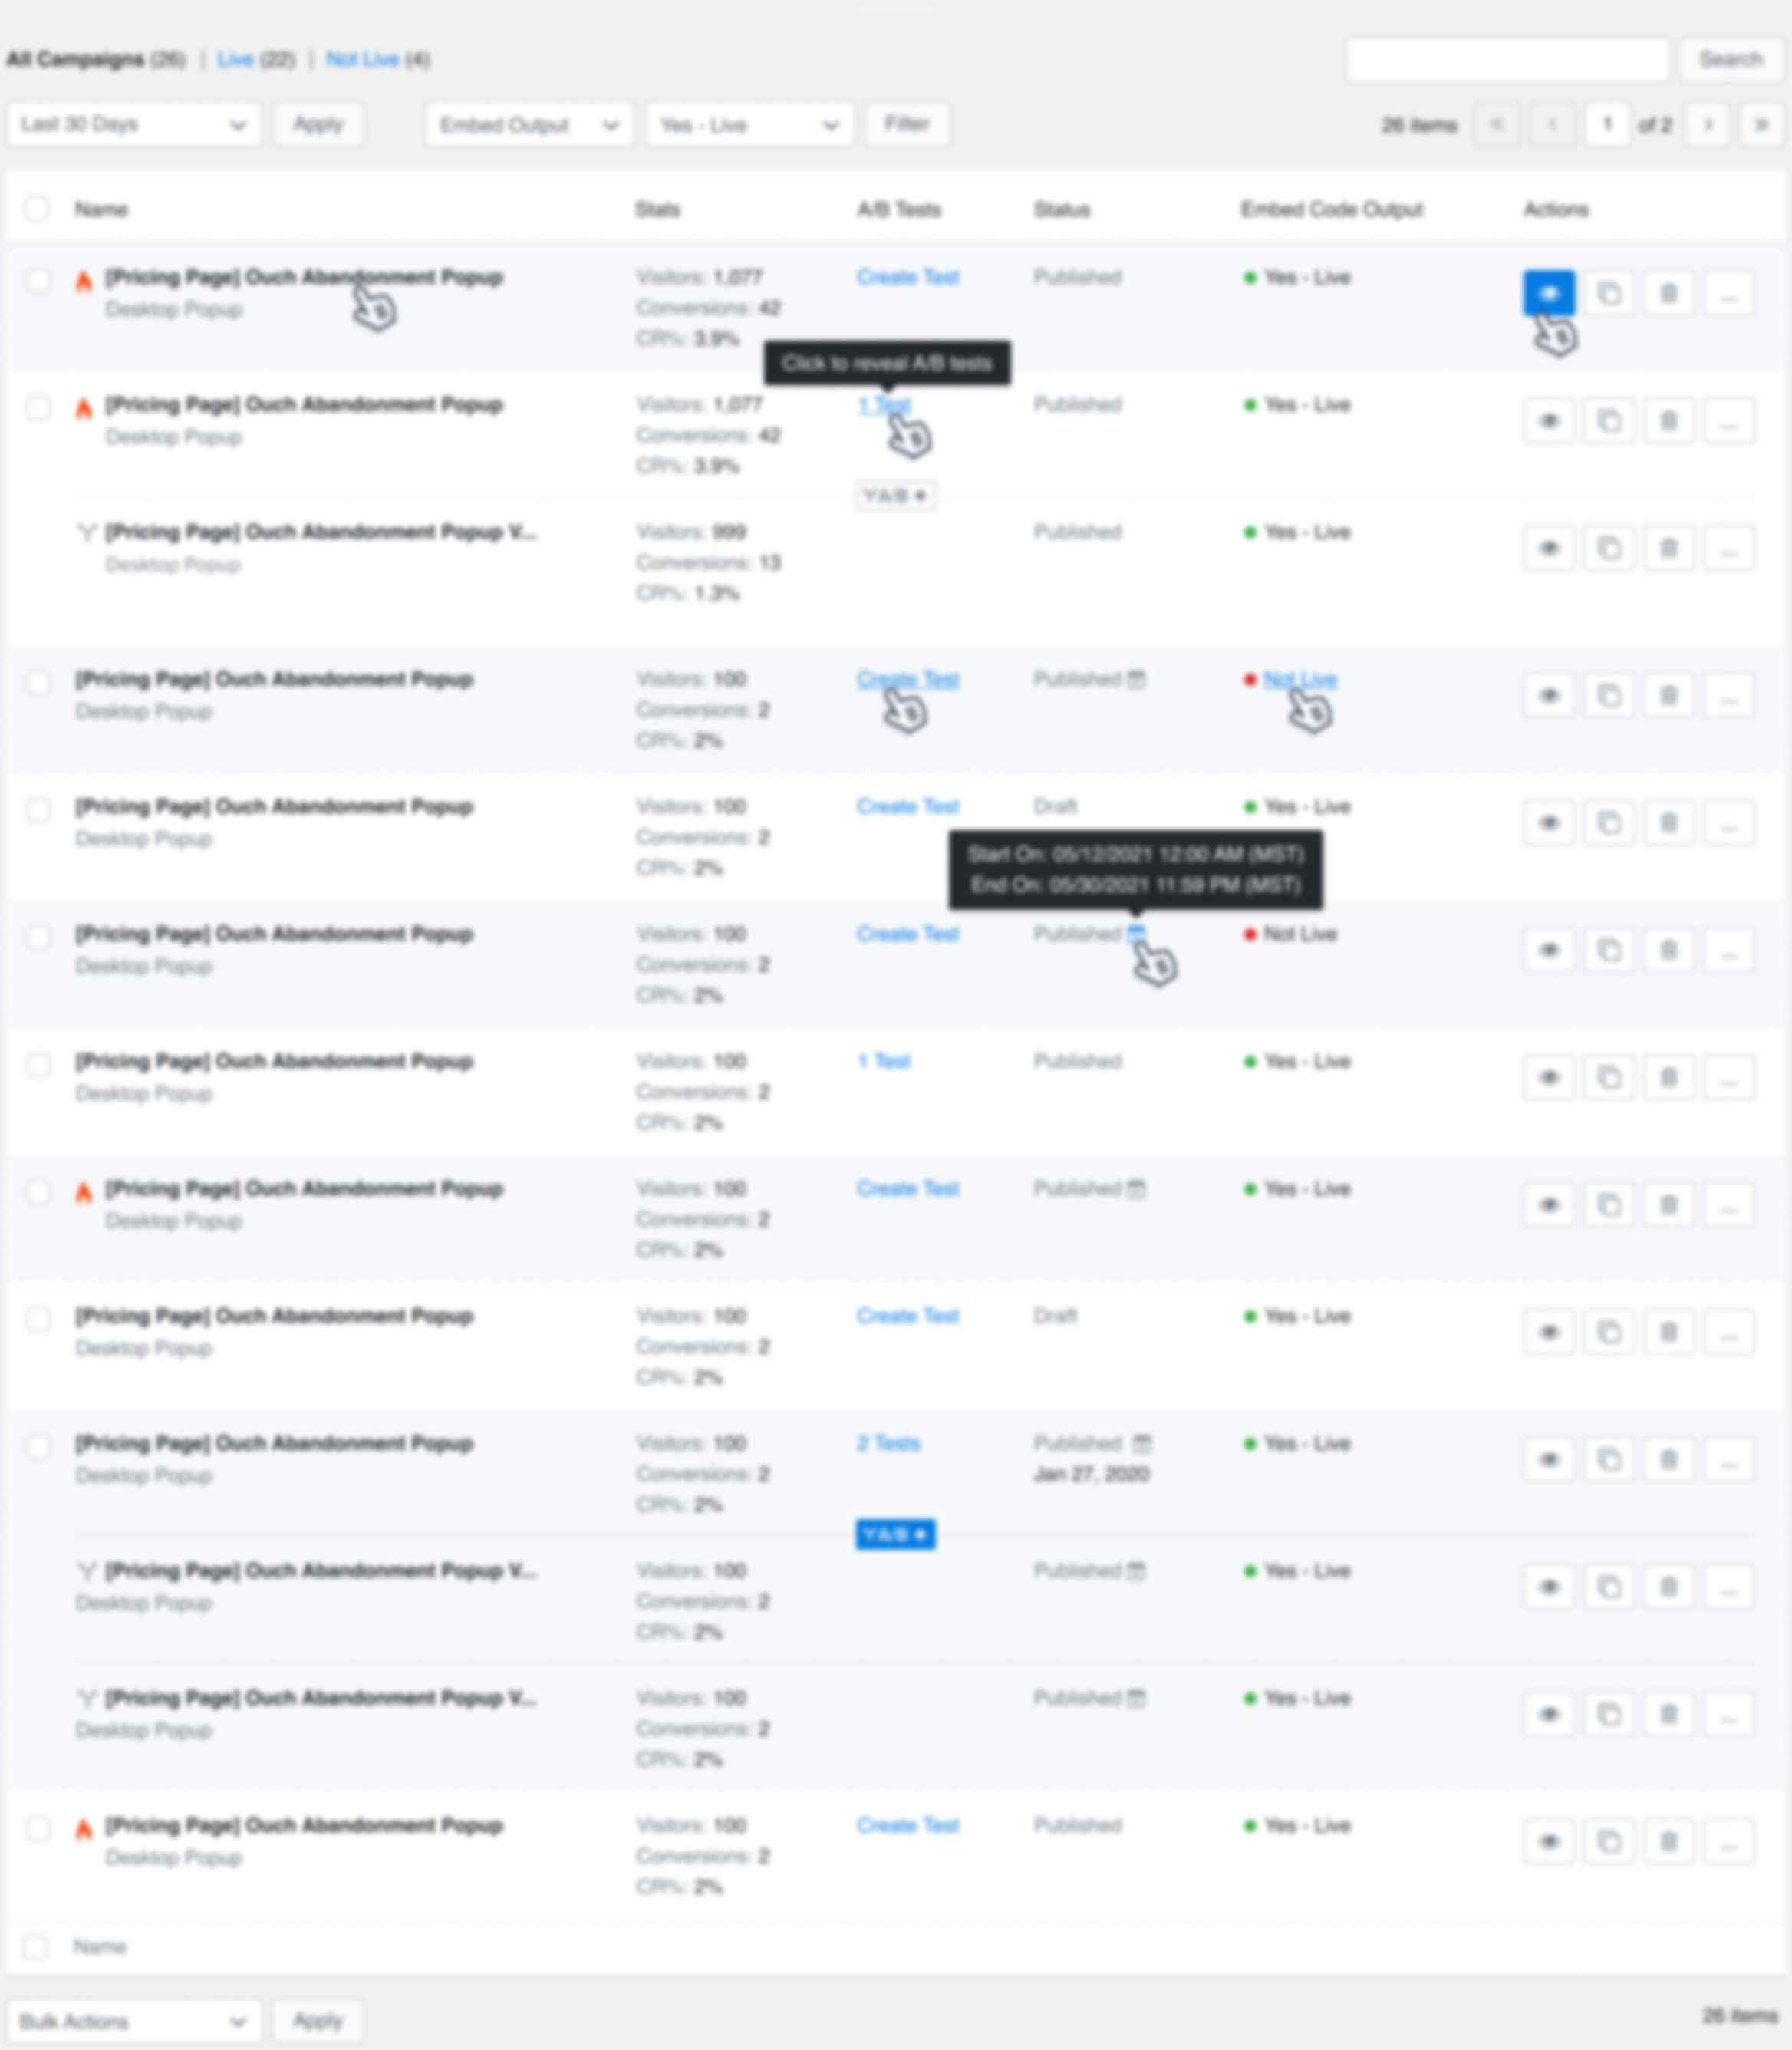 All Campaigns (26) | Live (22) | Not Live (4)
Search
Last 30 Days Apply Embed Output Yes - Live Filter 26 items « ‹ 1 of 2 › »
Name Stats A/B Tests Status Embed Code Output Actions
[Pricing Page] Ouch Abandonment Popup Visitors: 1,077 Create Test Published Yes - Live
Desktop Popup Conversions: 42 ...
CR%: 3.9%
Click to reveal A/B tests
[Pricing Page] Ouch Abandonment Popup Visitors: 1,077 1 Test Published Yes - Live
Desktop Popup Conversions: 42 ...
CR%: 3.9%
A/B
[Pricing Page] Ouch Abandonment Popup V... Visitors: 999 Published Yes - Live
Desktop Popup Conversions: 13 ...
CR%: 1.3%
[Pricing Page] Ouch Abandonment Popup Visitors: 100 Create Test Published Not Live
Desktop Popup Conversions: 2 ...
CR%: 2%
[Pricing Page] Ouch Abandonment Popup Visitors: 100 Create Test Draft Yes - Live
Desktop Popup Conversions: 2 ...
CR%: 2%
Start On: 05/12/2021 12:00 AM (MST)
End On: 05/30/2021 11:59 PM (MST)
[Pricing Page] Ouch Abandonment Popup Visitors: 100 Create Test Published Not Live
Desktop Popup Conversions: 2 ...
CR%: 2%
[Pricing Page] Ouch Abandonment Popup Visitors: 100 1 Test Published Yes - Live
Desktop Popup Conversions: 2 ...
CR%: 2%
[Pricing Page] Ouch Abandonment Popup Visitors: 100 Create Test Published Yes - Live
Desktop Popup Conversions: 2 ...
CR%: 2%
[Pricing Page] Ouch Abandonment Popup Visitors: 100 Create Test Draft Yes - Live
Desktop Popup Conversions: 2 ...
CR%: 2%
[Pricing Page] Ouch Abandonment Popup Visitors: 100 2 Tests Published Yes - Live
Desktop Popup Conversions: 2 Jan 27, 2020 ...
CR%: 2%
A/B
[Pricing Page] Ouch Abandonment Popup V... Visitors: 100 Published Yes - Live
Desktop Popup Conversions: 2 ...
CR%: 2%
[Pricing Page] Ouch Abandonment Popup V... Visitors: 100 Published Yes - Live
Desktop Popup Conversions: 2 ...
CR%: 2%
[Pricing Page] Ouch Abandonment Popup Visitors: 100 Create Test Published Yes - Live
Desktop Popup Conversions: 2 ...
CR%: 2%
Name
Bulk Actions Apply 26 items